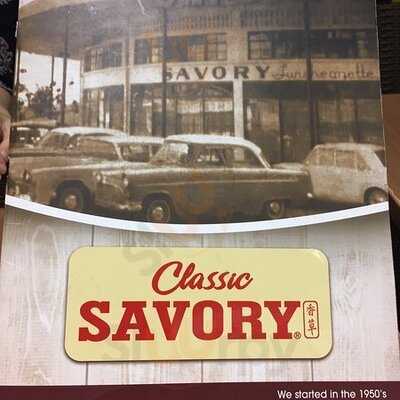 SAVORY Luncheonette
Classic
SAVORY®
香草
We started in the 1950's